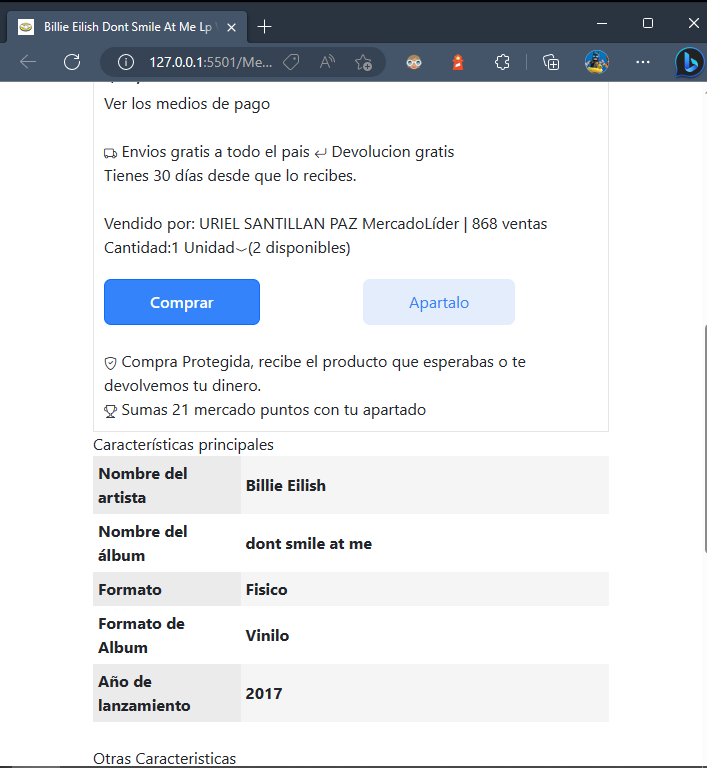 Billie Eilish Dont Smile At Me Lp
127.0.0.1:5501/Me...
Ver los medios de pago
Envios gratis a todo el pais Devolucion gratis
Tienes 30 días desde que lo recibes.
Vendido por: URIEL SANTILLAN PAZ MercadoLíder | 868 ventas
Cantidad:1 Unidad (2 disponibles)
Comprar
Apartalo
Compra Protegida, recibe el producto que esperabas o te
devolvemos tu dinero.
Sumas 21 mercado puntos con tu apartado
Características principales
Nombre del
artista
Billie Eilish
Nombre del
álbum
dont smile at me
Formato
Fisico
Formato de
Album
Vinilo
Año de
lanzamiento
2017
Otras Caracteristicas